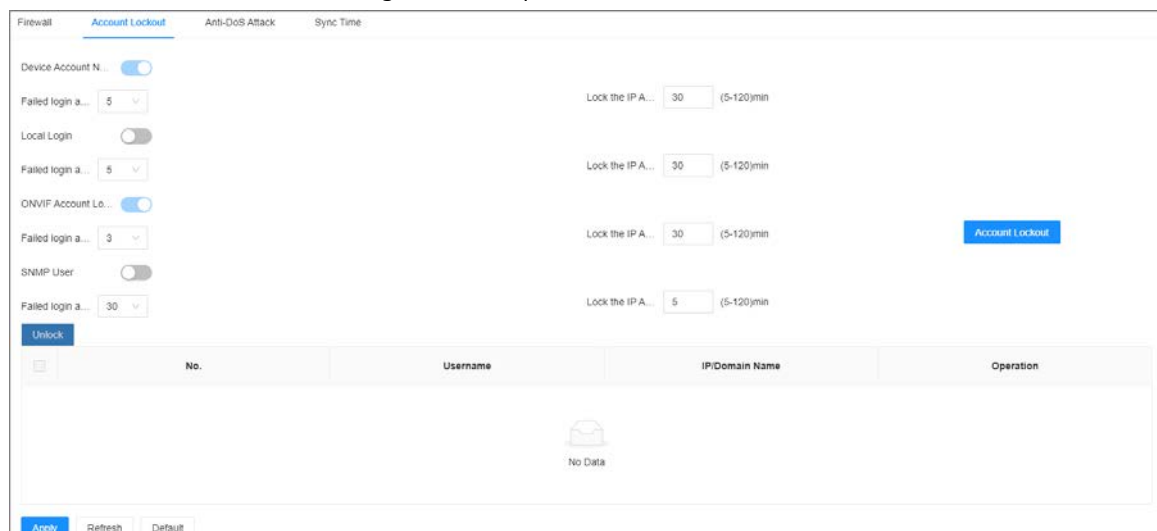 Firewall Account Lockout Anti-DoS Attack Sync Time
Device Account N...
Failed login a... 5 Lock the IP A... 30 (5-120)min
Local Login
Failed login a... 5 Lock the IP A... 30 (5-120)min
ONVIF Account Lo...
Failed login a... 3 Lock the IP A... 30 (5-120)min Account Lockout
SNMP User
Failed login a... 30 Lock the IP A... 5 (5-120)min
Unlock
No. Username IP/Domain Name Operation
No Data
Apply Refresh Default